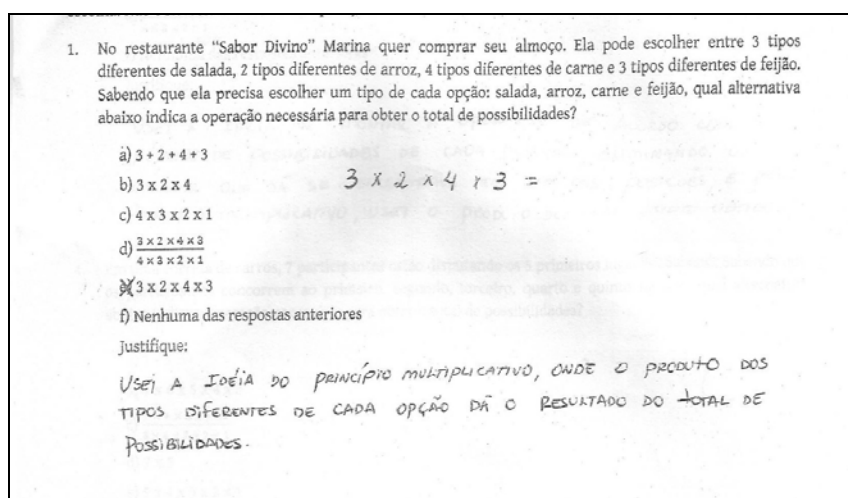 1. No restaurante "Sabor Divino" Marina quer comprar seu almoço. Ela pode escolher entre 3 tipos
diferentes de salada, 2 tipos diferentes de arroz, 4 tipos diferentes de carne e 3 tipos diferentes de feijão.
Sabendo que ela precisa escolher um tipo de cada opção: salada, arroz, carne e feijão, qual alternativa
abaixo indica a operação necessária para obter o total de possibilidades?
a) 3 + 2 + 4 + 3
b) 3 x 2 x 4
3 x 2 x 4 x 3 =
c) 4 x 3 x 2 x 1
d) 3 × 2 × 4 × 3
4 × 3 × 2 × 1
3 x 2 x 4 x 3
f) Nenhuma das respostas anteriores
Justifique:
USEI A IDÉIA DO PRINCÍPIO MULTIPLICATIVO, ONDE O PRODUTO DOS
TIPOS DIFERENTES DE CADA OPÇÃO DÁ O RESULTADO DO TOTAL DE
POSSIBILIDADES.